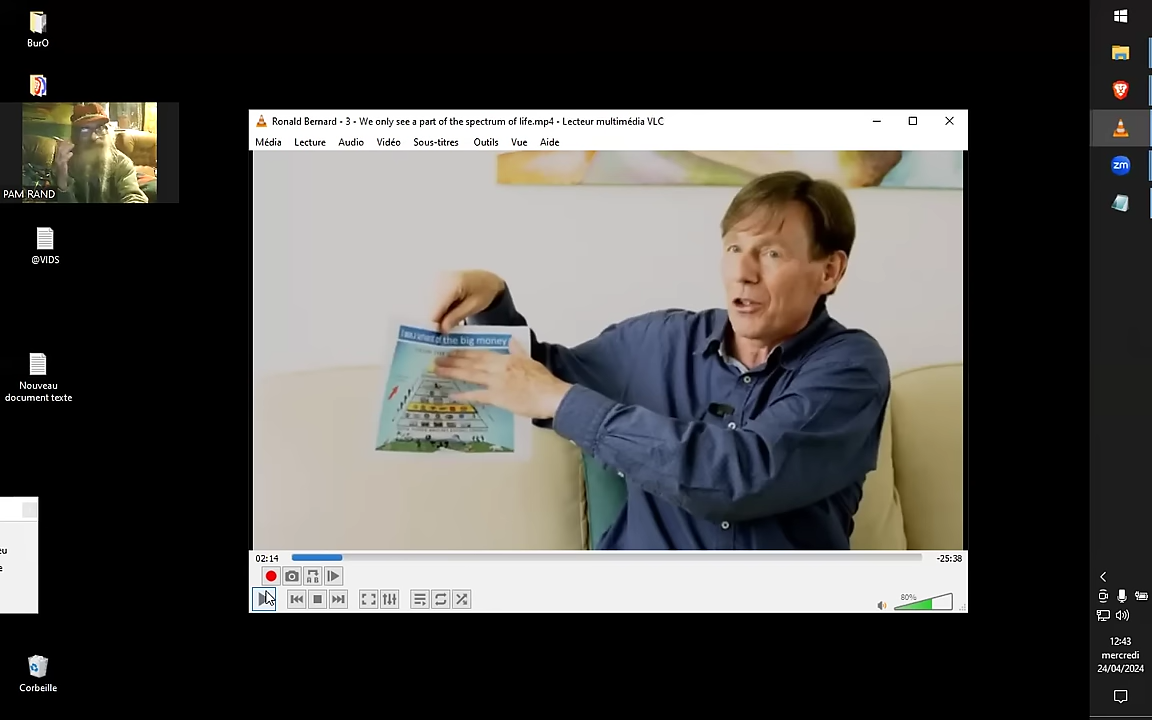 BurO
PAM RAND
@VIDS
Nouveau
document texte
eu
e
Corbeille
Ronald Bernard - 3 - We only see a part of the spectrum of life.mp4 - Lecteur multimédia VLC
Média Lecture Audio Vidéo Sous-titres Outils Vue Aide
of the big money
02:14
-25:38
80%
zm
12:43
mercredi
24/04/2024